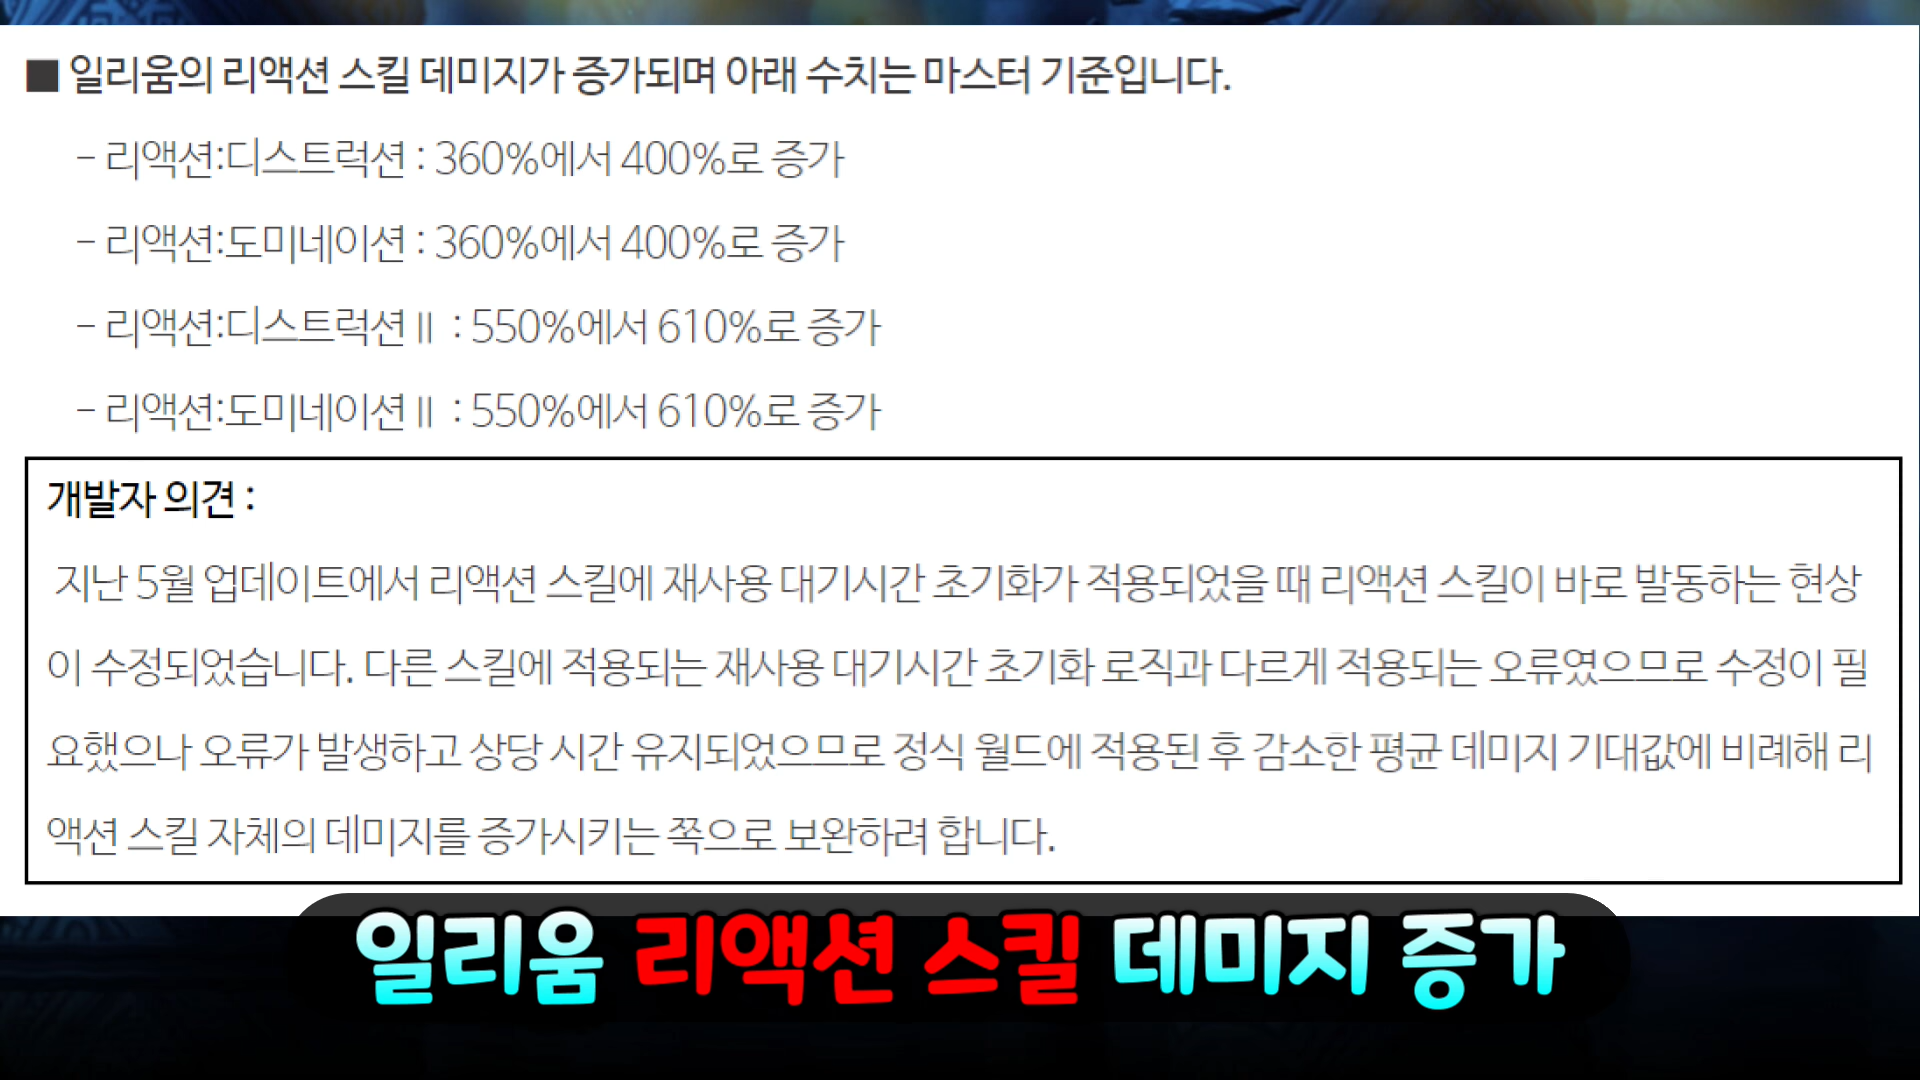 ■ 일리움의 리액션 스킬 데미지가 증가되며 아래 수치는 마스터 기준입니다.
- 리액션:디스트럭션 : 360%에서 400%로 증가
- 리액션:도미네이션 : 360%에서 400%로 증가
- 리액션:디스트럭션Ⅱ : 550%에서 610%로 증가
- 리액션:도미네이션Ⅱ : 550%에서 610%로 증가
개발자 의견 :
지난 5월 업데이트에서 리액션 스킬에 재사용 대기시간 초기화가 적용되었을 때 리액션 스킬이 바로 발동하는 현상
이 수정되었습니다. 다른 스킬에 적용되는 재사용 대기시간 초기화 로직과 다르게 적용되는 오류였으므로 수정이 필
요했으나 오류가 발생하고 상당 시간 유지되었으므로 정식 월드에 적용된 후 감소한 평균 데미지 기대값에 비례해 리
액션 스킬 자체의 데미지를 증가시키는 쪽으로 보완하려 합니다.
일리움 리액션 스킬 데미지 증가